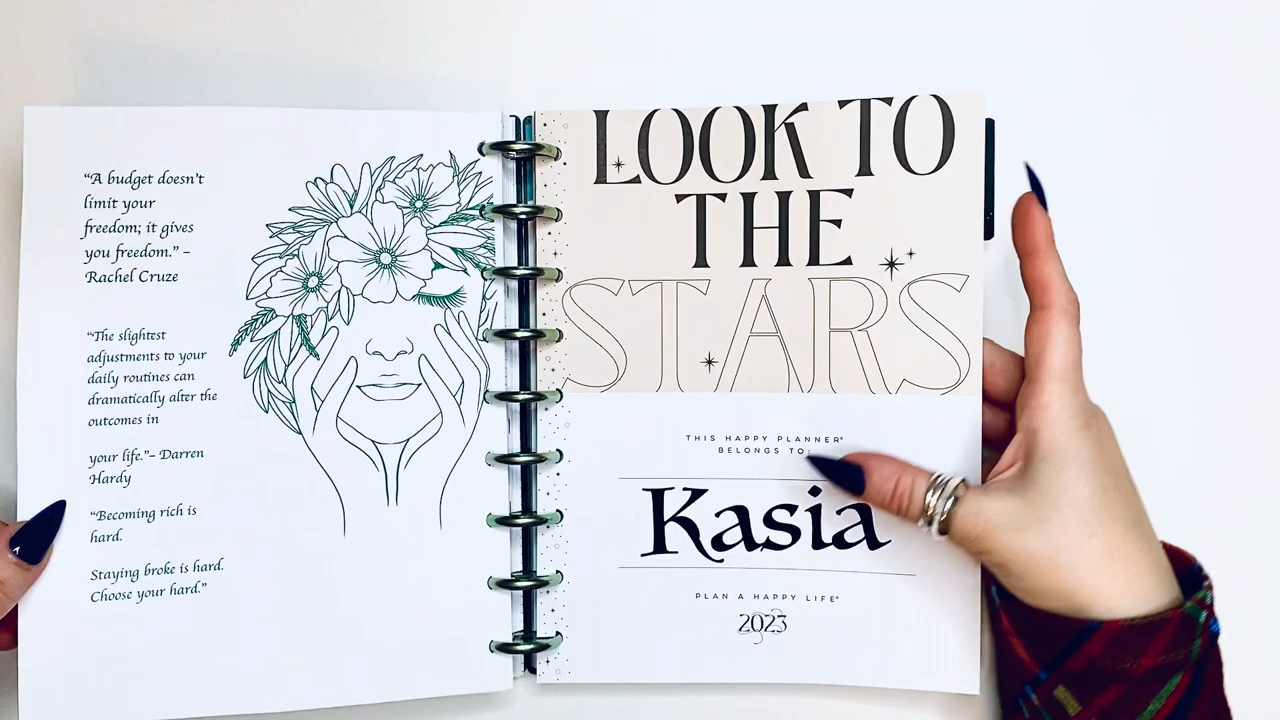 “A budget doesn’t
limit your
freedom; it gives
you freedom.” –
Rachel Cruze
“The slightest
adjustments to your
daily routines can
dramatically alter the
outcomes in
your life.”– Darren
Hardy
“Becoming rich is
hard.
Staying broke is hard.
Choose your hard.”
LOOK TO
THE
STARS
THIS HAPPY PLANNER®
BELONGS TO:
Kasia
PLAN A HAPPY LIFE®
2023